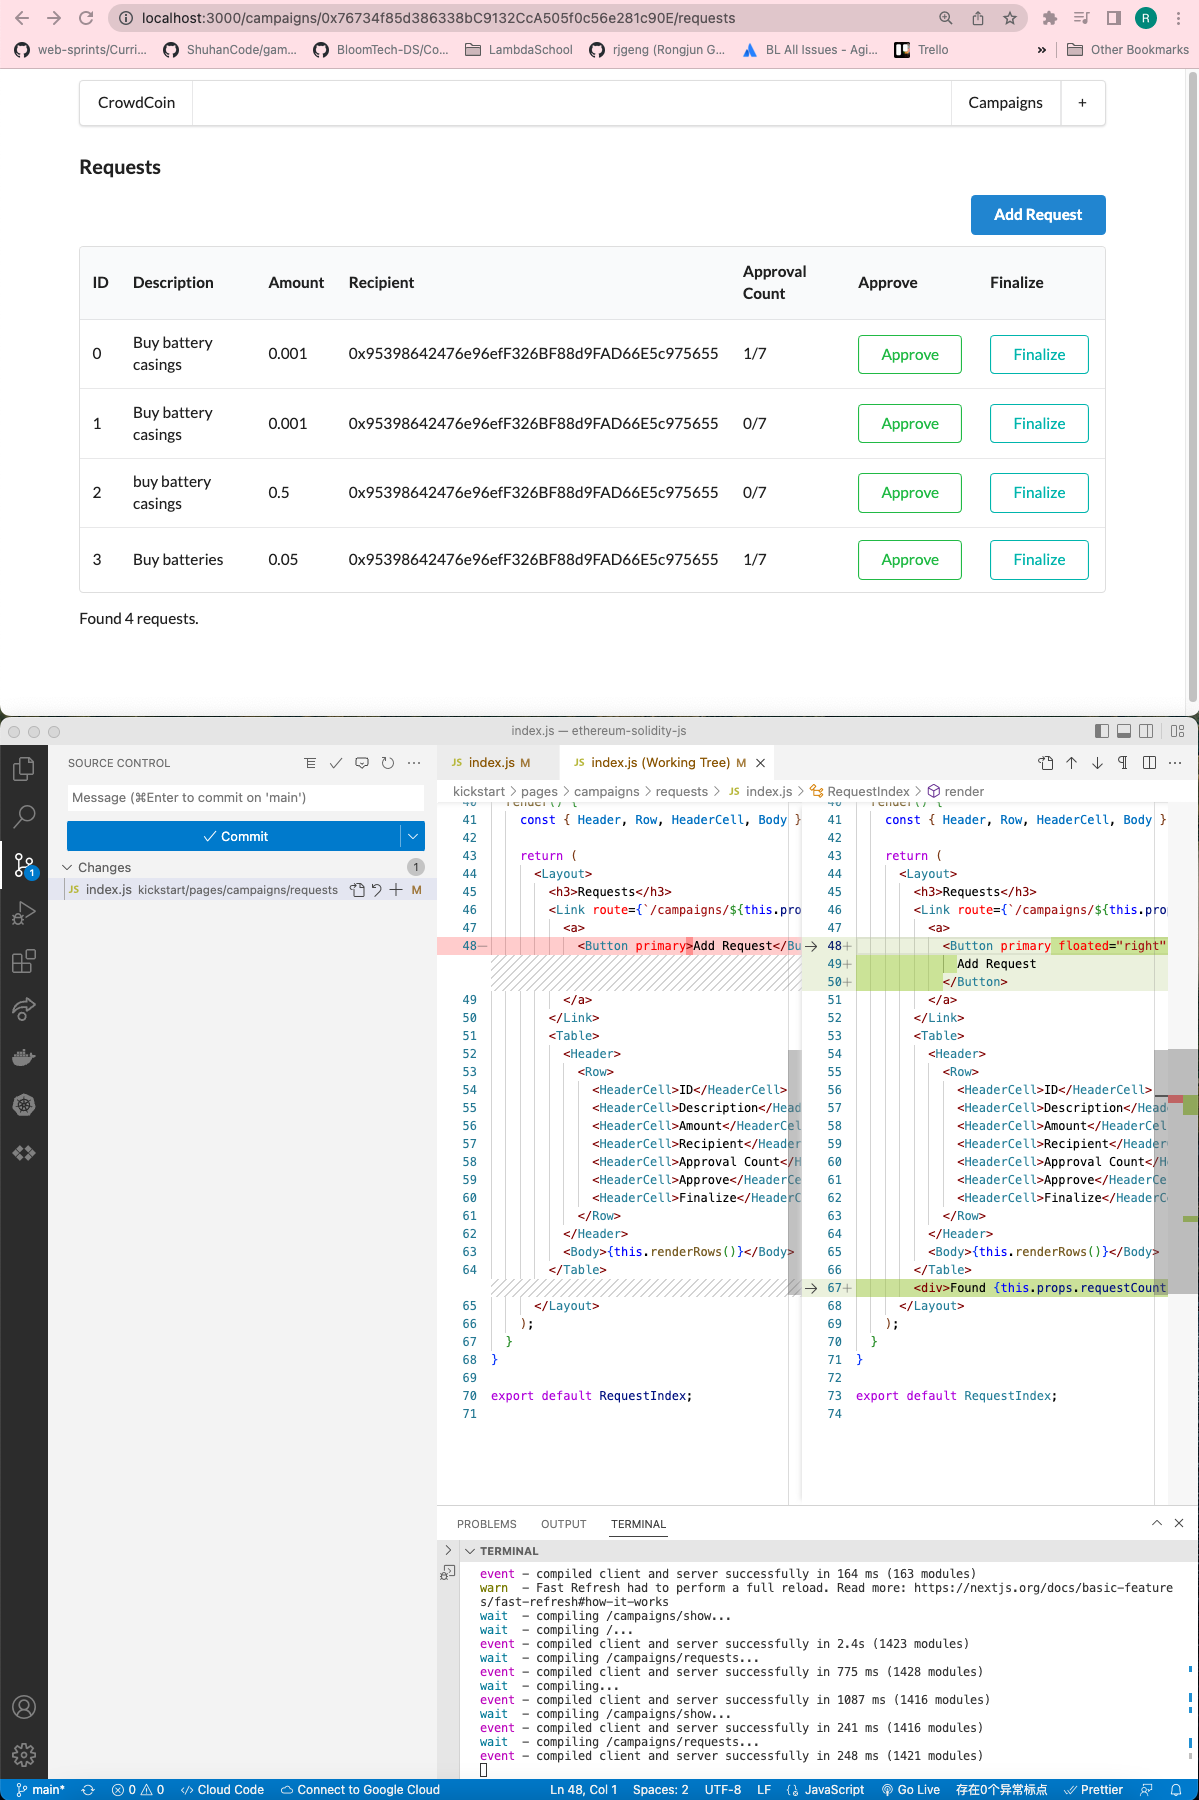 localhost:3000/campaigns/0x76734f85d386338bC9132CcA505f0c56e281c90E/requests
R
web-sprints/Curri... ShuhanCode/gam... BloomTech-DS/Co... LambdaSchool rjgeng (Rongjun G... BL All Issues - Agi... Trello » Other Bookmarks
CrowdCoin Campaigns +
Requests
Add Request
ID Description Amount Recipient Approval Count Approve Finalize
0 Buy battery casings 0.001 0x95398642476e96efF326BF88d9FAD66E5c975655 1/7 Approve Finalize
1 Buy battery casings 0.001 0x95398642476e96efF326BF88d9FAD66E5c975655 0/7 Approve Finalize
2 buy battery casings 0.5 0x95398642476e96efF326BF88d9FAD66E5c975655 0/7 Approve Finalize
3 Buy batteries 0.05 0x95398642476e96efF326BF88d9FAD66E5c975655 1/7 Approve Finalize
Found 4 requests.
index.js — ethereum-solidity-js
SOURCE CONTROL
Message (⌘Enter to commit on 'main')
Commit
Changes 1
JS index.js kickstart/pages/campaigns/requests M
1
JS index.js M JS index.js (Working Tree) M
kickstart > pages > campaigns > requests > JS index.js > RequestIndex > render
40 render() {
41 const { Header, Row, HeaderCell, Body }
42
43 return (
44 <Layout>
45 <h3>Requests</h3>
46 <Link route={`/campaigns/${this.pro
47 <a>
48− <Button primary>Add Request</Bu
49 </a>
50 </Link>
51 <Table>
52 <Header>
53 <Row>
54 <HeaderCell>ID</HeaderCell>
55 <HeaderCell>Description</Head
56 <HeaderCell>Amount</HeaderCel
57 <HeaderCell>Recipient</Header
58 <HeaderCell>Approval Count</H
59 <HeaderCell>Approve</HeaderCe
60 <HeaderCell>Finalize</HeaderC
61 </Row>
62 </Header>
63 <Body>{this.renderRows()}</Body>
64 </Table>
65 </Layout>
66 );
67 }
68 }
69
70 export default RequestIndex;
71
40 render() {
41 const { Header, Row, HeaderCell, Body }
42
43 return (
44 <Layout>
45 <h3>Requests</h3>
46 <Link route={`/campaigns/${this.pro
47 <a>
48+ <Button primary floated="right"
49+ Add Request
50+ </Button>
51 </a>
52 </Link>
53 <Table>
54 <Header>
55 <Row>
56 <HeaderCell>ID</HeaderCell>
57 <HeaderCell>Description</Head
58 <HeaderCell>Amount</HeaderCel
59 <HeaderCell>Recipient</Header
60 <HeaderCell>Approval Count</H
61 <HeaderCell>Approve</HeaderCe
62 <HeaderCell>Finalize</HeaderC
63 </Row>
64 </Header>
65 <Body>{this.renderRows()}</Body>
66 </Table>
67+ <div>Found {this.props.requestCount
68 </Layout>
69 );
70 }
71 }
72
73 export default RequestIndex;
74
PROBLEMS OUTPUT TERMINAL
TERMINAL
event - compiled client and server successfully in 164 ms (163 modules)
warn - Fast Refresh had to perform a full reload. Read more: https://nextjs.org/docs/basic-feature
s/fast-refresh#how-it-works
wait - compiling /campaigns/show...
wait - compiling /...
event - compiled client and server successfully in 2.4s (1423 modules)
wait - compiling /campaigns/requests...
event - compiled client and server successfully in 775 ms (1428 modules)
wait - compiling...
event - compiled client and server successfully in 1087 ms (1416 modules)
wait - compiling /campaigns/show...
event - compiled client and server successfully in 241 ms (1416 modules)
wait - compiling /campaigns/requests...
event - compiled client and server successfully in 248 ms (1421 modules)
main* 0 0 Cloud Code Connect to Google Cloud Ln 48, Col 1 Spaces: 2 UTF-8 LF {} JavaScript Go Live 存在0个异常标点 Prettier